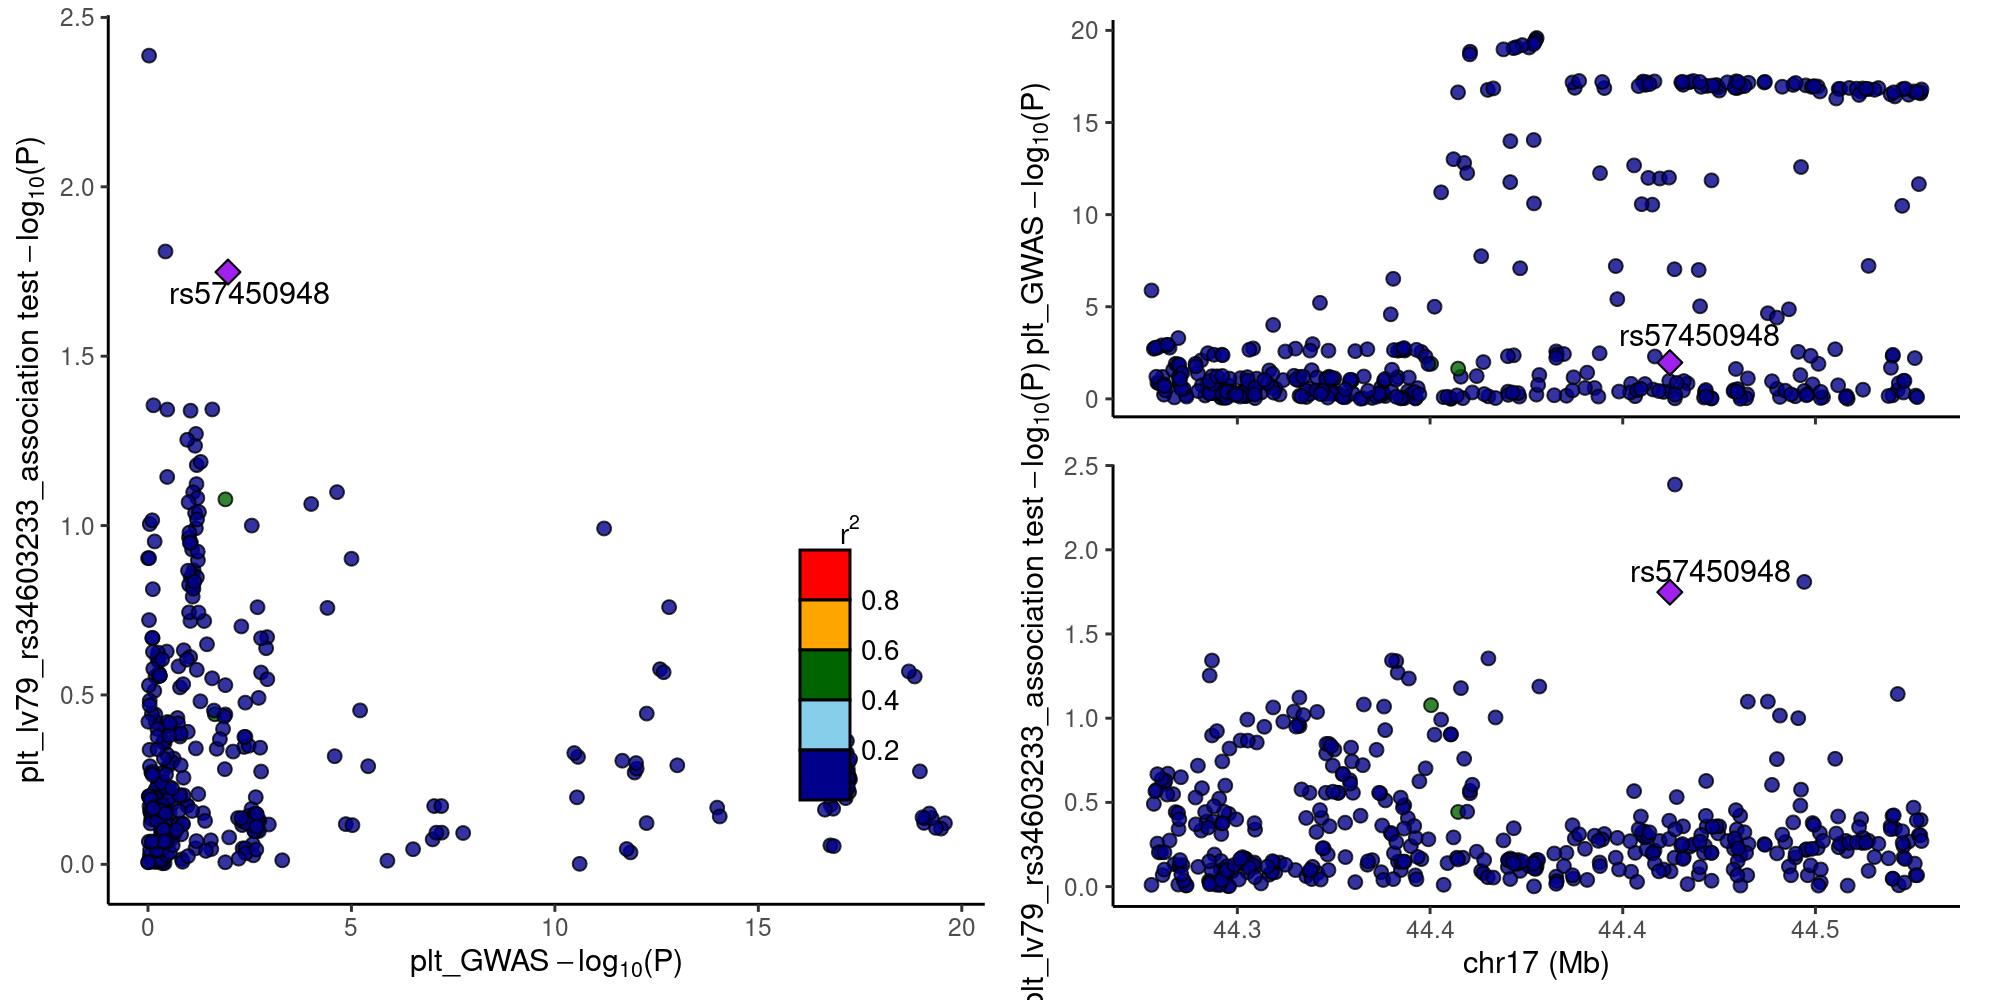 plt_lv79_rs34603233_association test −log10(P)
2.5
2.0
1.5
1.0
0.5
0.0
rs57450948
r2
0.8
0.6
0.4
0.2
0 5 10 15 20
plt_GWAS −log10(P)
plt_GWAS −log10(P)
20
15
10
5
0
rs57450948
plt_lv79_rs34603233_association test −log10(P)
2.5
2.0
1.5
1.0
0.5
0.0
rs57450948
44.3 44.4 44.4 44.5
chr17 (Mb)